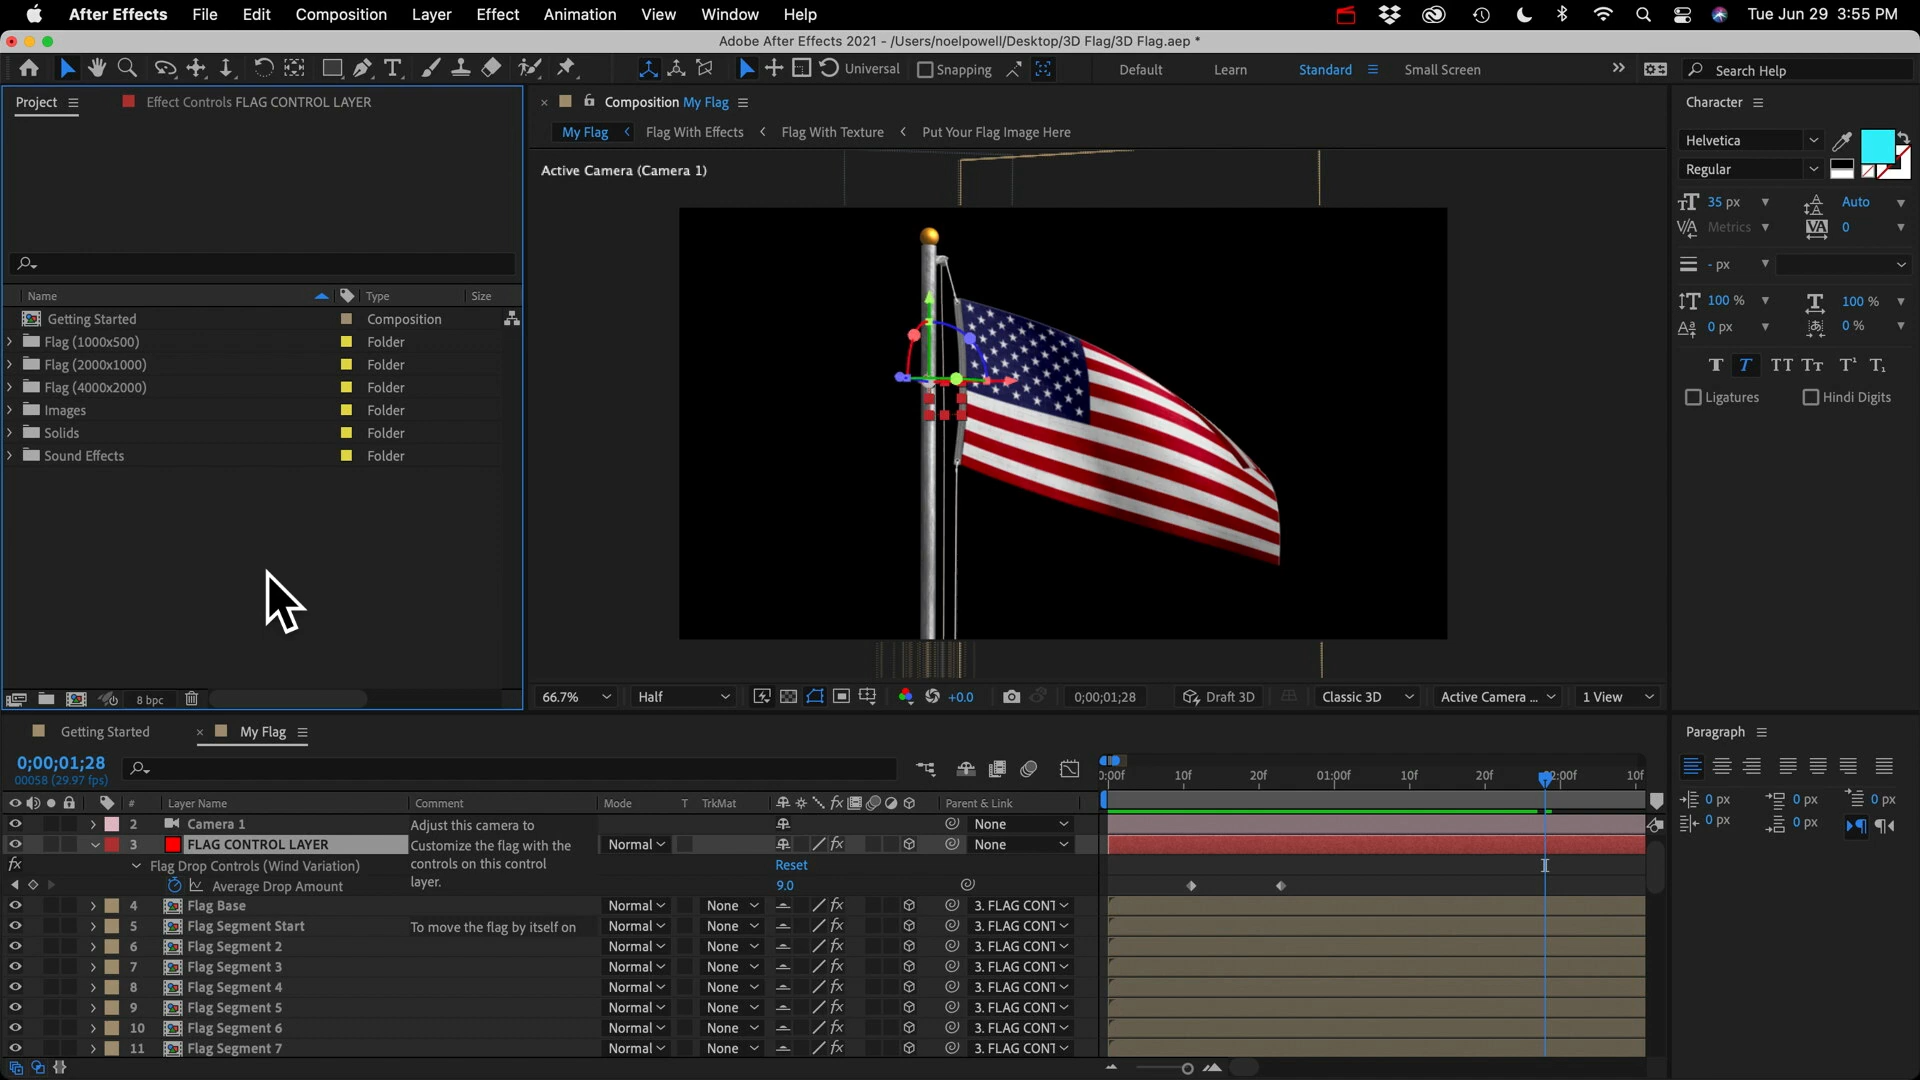 After Effects File Edit Composition Layer Effect Animation View Window Help Tue Jun 29 3:55 PM
Adobe After Effects 2021 - /Users/noelpowell/Desktop/3D Flag/3D Flag.aep *
Universal Snapping Default Learn Standard Small Screen Search Help
Project Effect Controls FLAG CONTROL LAYER
Composition My Flag
My Flag Flag With Effects Flag With Texture Put Your Flag Image Here
Active Camera (Camera 1)
Name Type Size
Getting Started Composition
Flag (1000x500) Folder
Flag (2000x1000) Folder
Flag (4000x2000) Folder
Images Folder
Solids Folder
Sound Effects Folder
8 bpc
66.7% Half +0.0 0;00;01;28 Draft 3D Classic 3D Active Camera ... 1 View
Character
Helvetica
Regular
35 px Auto
Metrics 0
- px
100 % 100 %
0 px 0 %
T T TT Tt T¹ T₁
Ligatures Hindi Digits
Paragraph
0 px 0 px 0 px
0 px 0 px
Getting Started My Flag
0;00;01;28
00058 (29.97 fps)
0:00f 10f 20f 01:00f 10f 20f 02:00f 10f
# Layer Name Comment Mode T TrkMat Parent & Link
2 Camera 1 Adjust this camera to None
3 FLAG CONTROL LAYER Customize the flag with the Normal None
Flag Drop Controls (Wind Variation) controls on this control Reset
layer.
Average Drop Amount 9.0
4 Flag Base Normal None 3. FLAG CONT
5 Flag Segment Start To move the flag by itself on Normal None 3. FLAG CONT
6 Flag Segment 2 Normal None 3. FLAG CONT
7 Flag Segment 3 Normal None 3. FLAG CONT
8 Flag Segment 4 Normal None 3. FLAG CONT
9 Flag Segment 5 Normal None 3. FLAG CONT
10 Flag Segment 6 Normal None 3. FLAG CONT
11 Flag Segment 7 Normal None 3. FLAG CONT